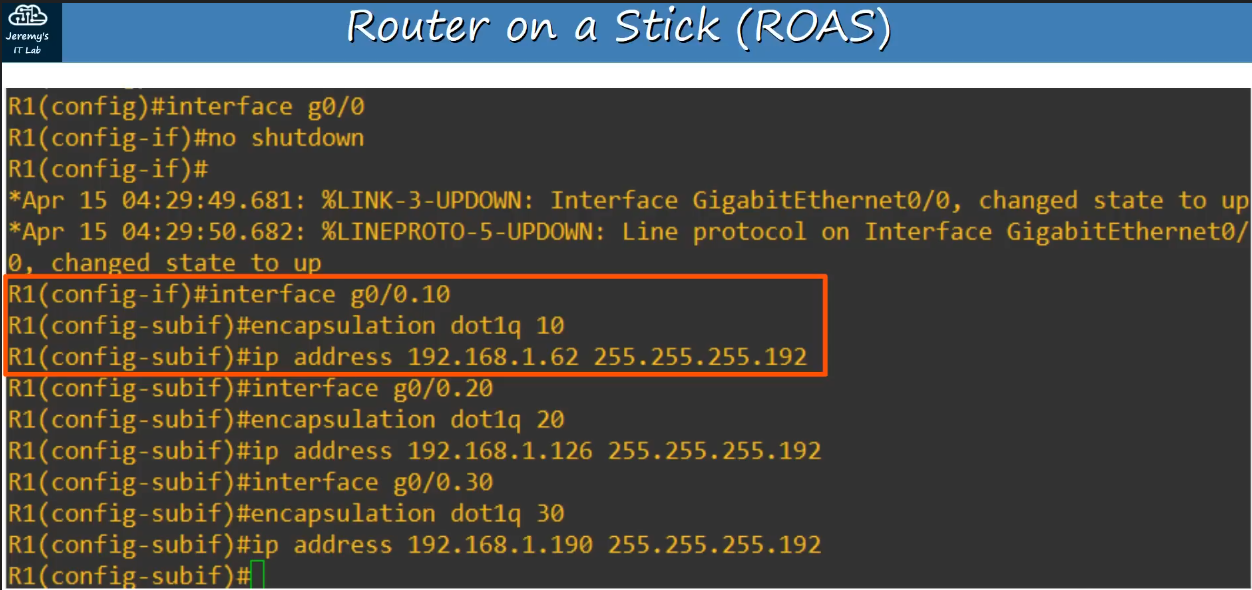 Jeremy's
IT Lab
Router on a Stick (ROAS)
R1(config)#interface g0/0
R1(config-if)#no shutdown
R1(config-if)#
*Apr 15 04:29:49.681: %LINK-3-UPDOWN: Interface GigabitEthernet0/0, changed state to up
*Apr 15 04:29:50.682: %LINEPROTO-5-UPDOWN: Line protocol on Interface GigabitEthernet0/
0, changed state to up
R1(config-if)#interface g0/0.10
R1(config-subif)#encapsulation dot1q 10
R1(config-subif)#ip address 192.168.1.62 255.255.255.192
R1(config-subif)#interface g0/0.20
R1(config-subif)#encapsulation dot1q 20
R1(config-subif)#ip address 192.168.1.126 255.255.255.192
R1(config-subif)#interface g0/0.30
R1(config-subif)#encapsulation dot1q 30
R1(config-subif)#ip address 192.168.1.190 255.255.255.192
R1(config-subif)#